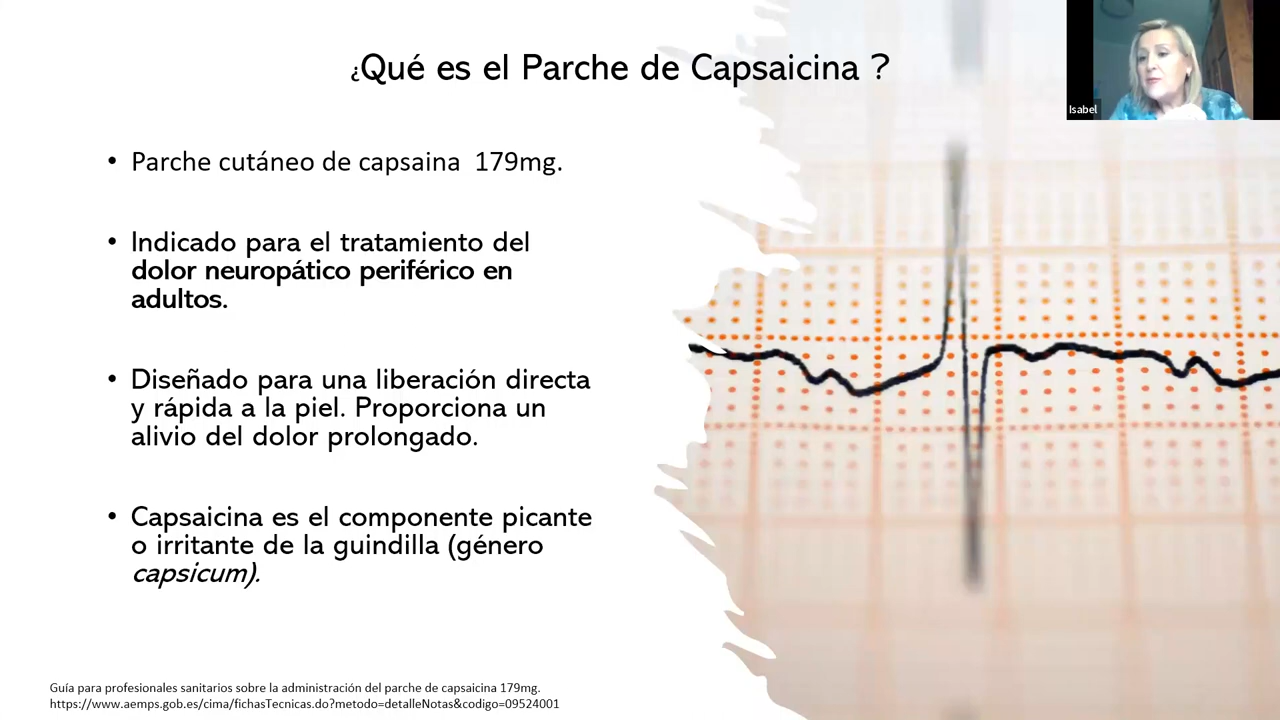 ¿Qué es el Parche de Capsaicina ?
Isabel
• Parche cutáneo de capsaina 179mg.
• Indicado para el tratamiento del
dolor neuropático periférico en
adultos.
• Diseñado para una liberación directa
y rápida a la piel. Proporciona un
alivio del dolor prolongado.
• Capsaicina es el componente picante
o irritante de la guindilla (género
capsicum).
Guía para profesionales sanitarios sobre la administración del parche de capsaicina 179mg.
https://www.aemps.gob.es/cima/fichasTecnicas.do?metodo=detalleNotas&codigo=09524001